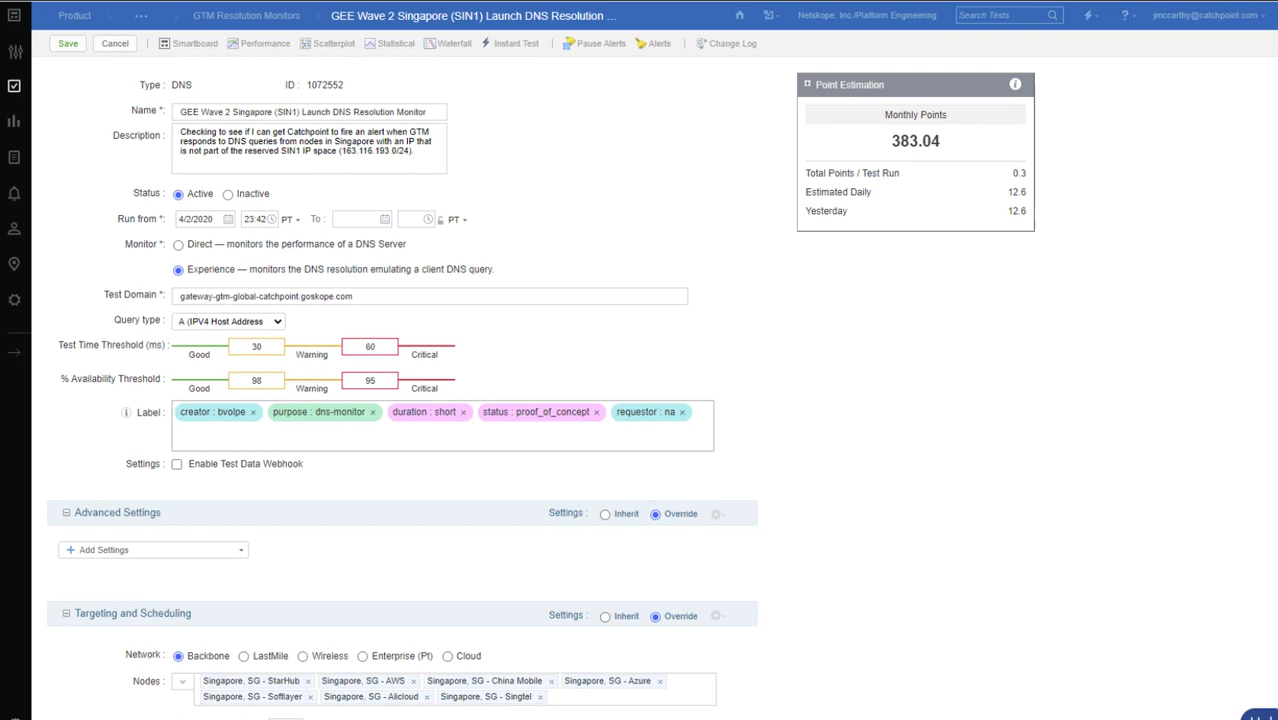 Product ... GTM Resolution Monitors GEE Wave 2 Singapore (SIN1) Launch DNS Resolution ... Netskope, Inc./Platform Engineering Search Tests ? jmccarthy@catchpoint.com
Save Cancel Smartboard Performance Scatterplot Statistical Waterfall Instant Test Pause Alerts Alerts Change Log
Type : DNS ID : 1072552
Name *: GEE Wave 2 Singapore (SIN1) Launch DNS Resolution Monitor
Description : Checking to see if I can get Catchpoint to fire an alert when GTM
responds to DNS queries from nodes in Singapore with an IP that
is not part of the reserved SIN1 IP space (163.116.193.0/24).
Status : Active Inactive
Run from *: 4/2/2020 23:42 PT To : PT
Monitor *: Direct — monitors the performance of a DNS Server
Experience — monitors the DNS resolution emulating a client DNS query.
Test Domain *: gateway-gtm-global-catchpoint.goskope.com
Query type : A (IPV4 Host Address
Test Time Threshold (ms) : 30 60
Good Warning Critical
% Availability Threshold : 98 95
Good Warning Critical
Label : creator : bvolpe × purpose : dns-monitor × duration : short × status : proof_of_concept × requestor : na ×
Settings : Enable Test Data Webhook
Advanced Settings Settings : Inherit Override
+ Add Settings
Targeting and Scheduling Settings : Inherit Override
Network : Backbone LastMile Wireless Enterprise (Pt) Cloud
Nodes : Singapore, SG - StarHub × Singapore, SG - AWS × Singapore, SG - China Mobile × Singapore, SG - Azure ×
Singapore, SG - Softlayer × Singapore, SG - Alicloud × Singapore, SG - Singtel ×
Point Estimation
Monthly Points
383.04
Total Points / Test Run 0.3
Estimated Daily 12.6
Yesterday 12.6